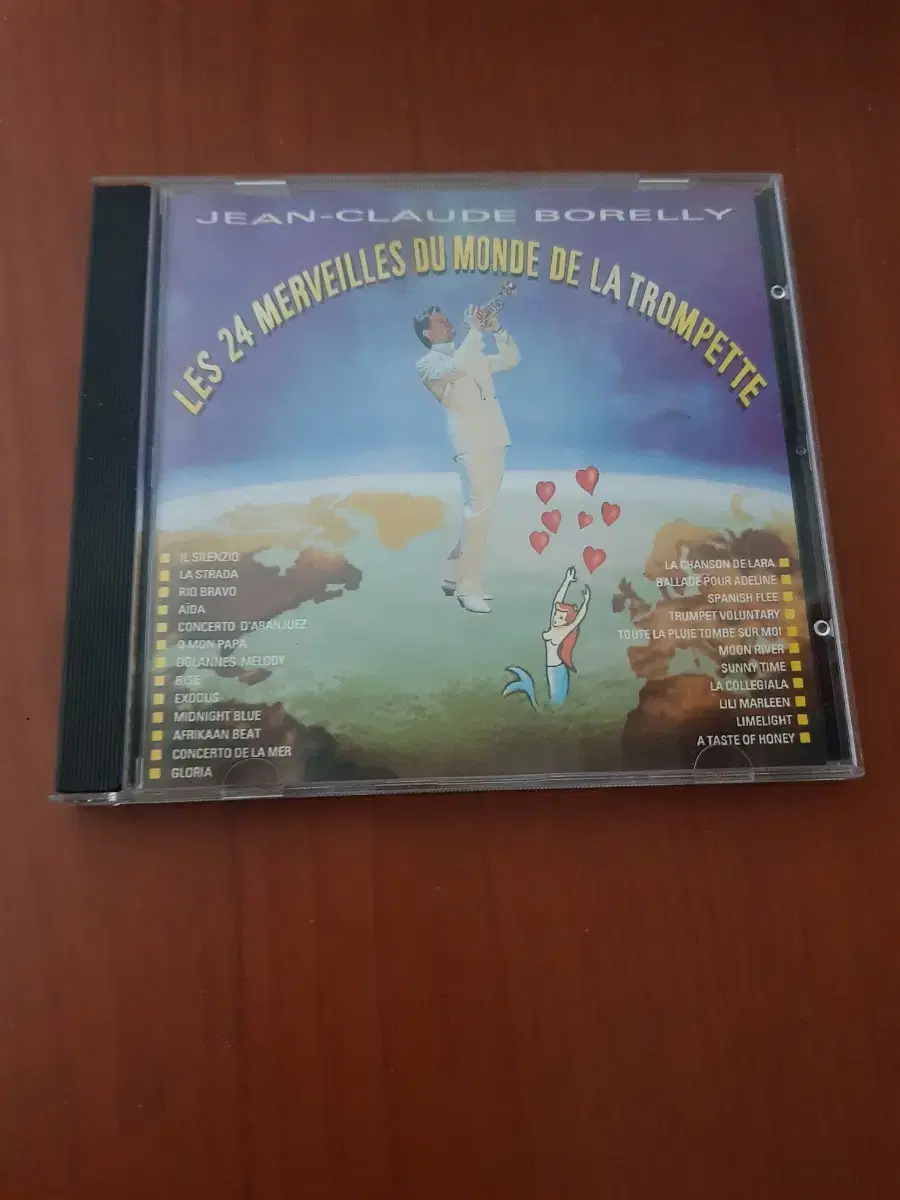 JEAN-CLAUDE BORELLY
LES 24 MERVEILLES DU MONDE DE LA TROMPETTE
IL SILENZIO
LA STRADA
RIO BRAVO
AÏDA
CONCERTO D'ARANJUEZ
O MON PAPA
DOLANNES MELODY
RISE
EXODUS
MIDNIGHT BLUE
AFRIKAAN BEAT
CONCERTO DE LA MER
GLORIA
LA CHANSON DE LARA
BALLADE POUR ADELINE
SPANISH FLEE
TRUMPET VOLUNTARY
TOUTE LA PLUIE TOMBE SUR MOI
MOON RIVER
SUNNY TIME
LA COLLEGIALA
LILI MARLEEN
LIMELIGHT
A TASTE OF HONEY